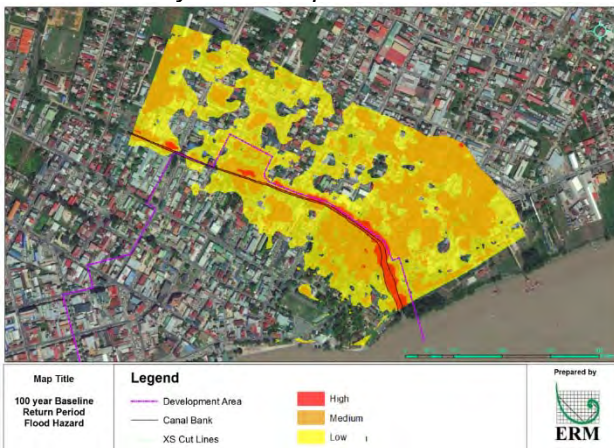 Map Title
100 year Baseline
Return Period
Flood Hazard
Legend
Development Area
Canal Bank
XS Cut Lines
High
Medium
Low
Prepared by
ERM